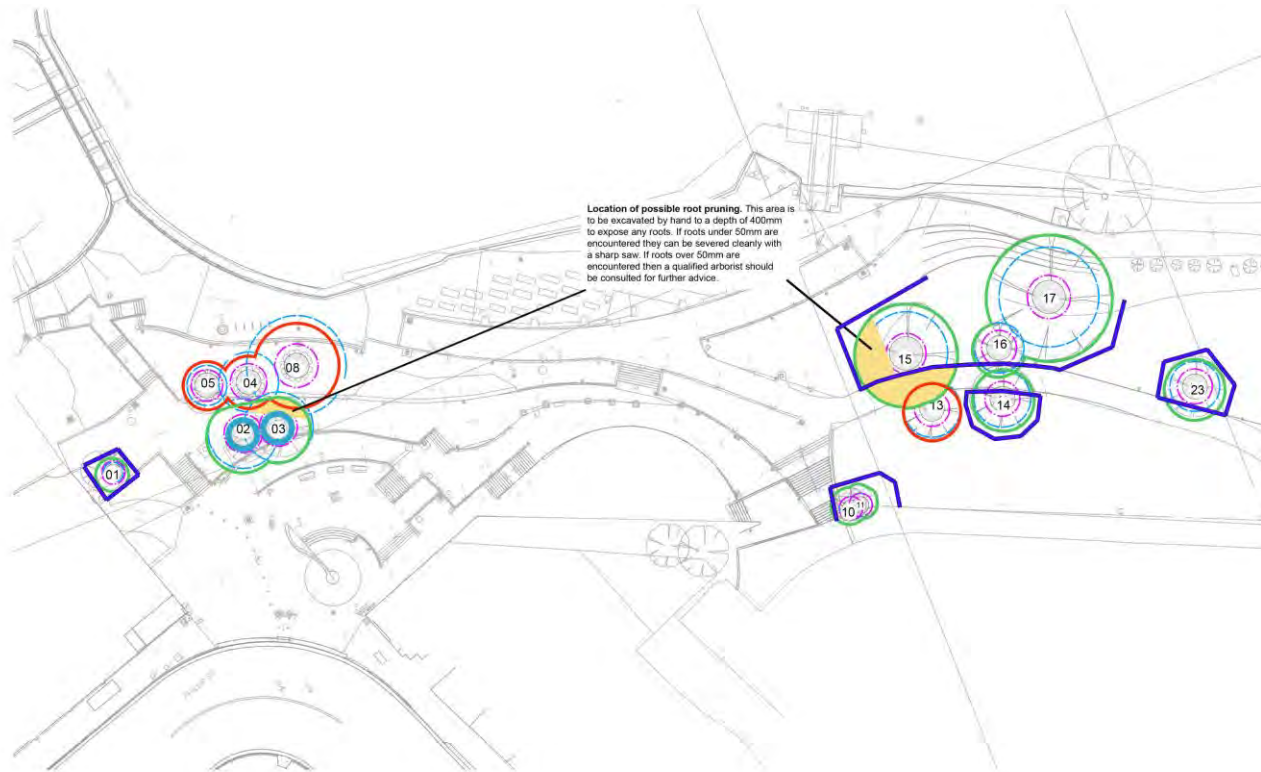 Location of possible root pruning. This area is
to be excavated by hand to a depth of 400mm
to expose any roots. If roots under 50mm are
encountered they can be severed cleanly with
a sharp saw. If roots over 50mm are
encountered then a qualified arborist should
be consulted for further advice.
17
16
15
08
05
04
23
13
14
02
03
01
10
11